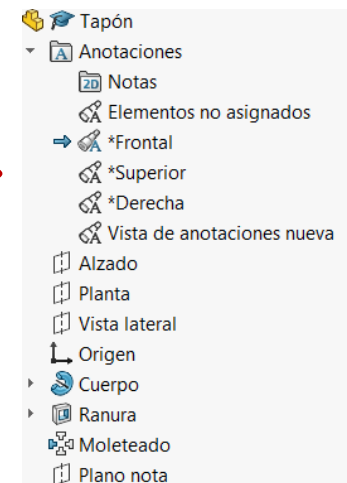 Tapón
Anotaciones
2D Notas
Elementos no asignados
*Frontal
*Superior
*Derecha
Vista de anotaciones nueva
Alzado
Planta
Vista lateral
Origen
Cuerpo
Ranura
Moleteado
Plano nota